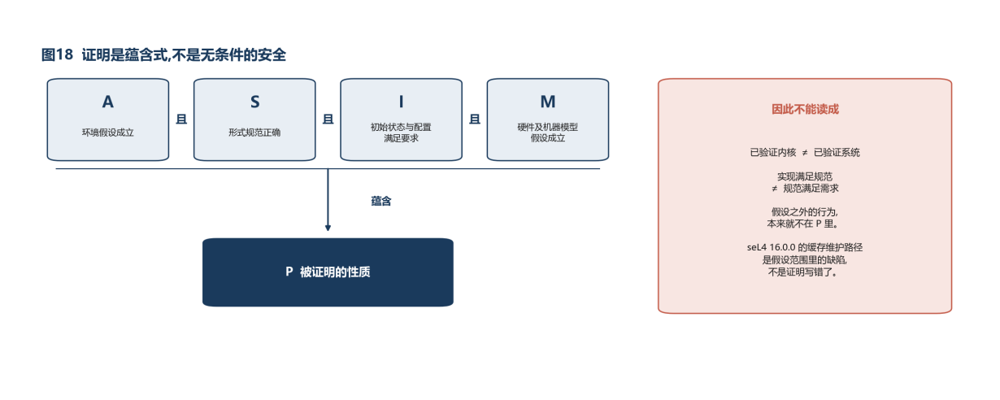 图18 证明是蕴含式,不是无条件的安全
A
环境假设成立
且
S
形式规范正确
且
I
初始状态与配置
满足要求
且
M
硬件及机器模型
假设成立
蕴含
P 被证明的性质
因此不能读成
已验证内核 ≠ 已验证系统
实现满足规范
≠ 规范满足需求
假设之外的行为,
本来就不在 P 里。
seL4 16.0.0 的缓存维护路径
是假设范围里的缺陷,
不是证明写错了。